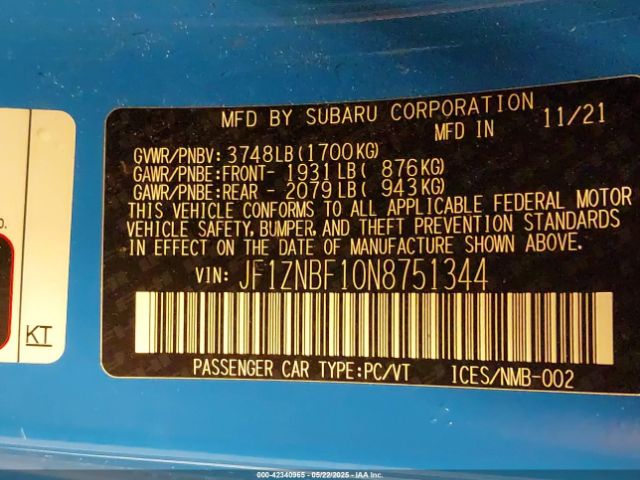 MFD BY SUBARU CORPORATION
MFD IN 11/21
GVWR/PNBV: 3748LB(1700KG)
GAWR/PNBE:FRONT- 1931LB( 876KG)
GAWR/PNBE:REAR - 2079LB( 943KG)
THIS VEHICLE CONFORMS TO ALL APPLICABLE FEDERAL MOTOR
VEHICLE SAFETY, BUMPER, AND THEFT PREVENTION STANDARDS
IN EFFECT ON THE DATE OF MANUFACTURE SHOWN ABOVE.
VIN: JF1ZNBF10N8751344
PASSENGER CAR TYPE:PC/VT ICES/NMB-002
KT
000-42340965 - 05/22/2025 - IAA Inc.